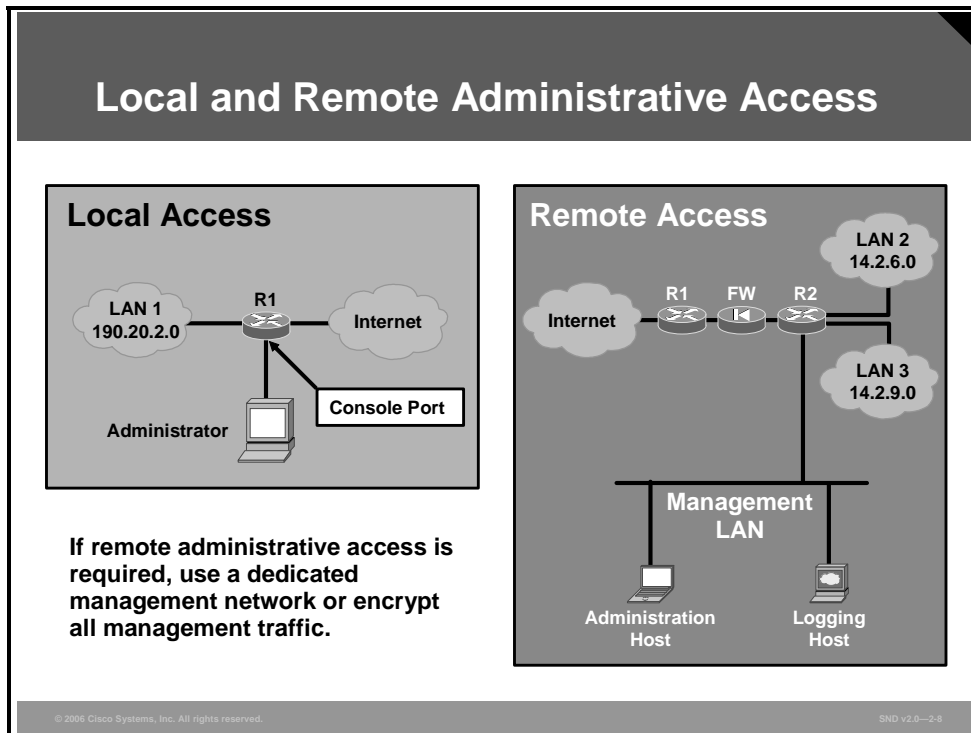 Local and Remote Administrative Access
Local Access
LAN 1
190.20.2.0
R1
Internet
Console Port
Administrator
If remote administrative access is
required, use a dedicated
management network or encrypt
all management traffic.
Remote Access
LAN 2
14.2.6.0
Internet
R1
FW
R2
LAN 3
14.2.9.0
Management
LAN
Administration
Host
Logging
Host
© 2006 Cisco Systems, Inc. All rights reserved.
SND v2.0—2-8